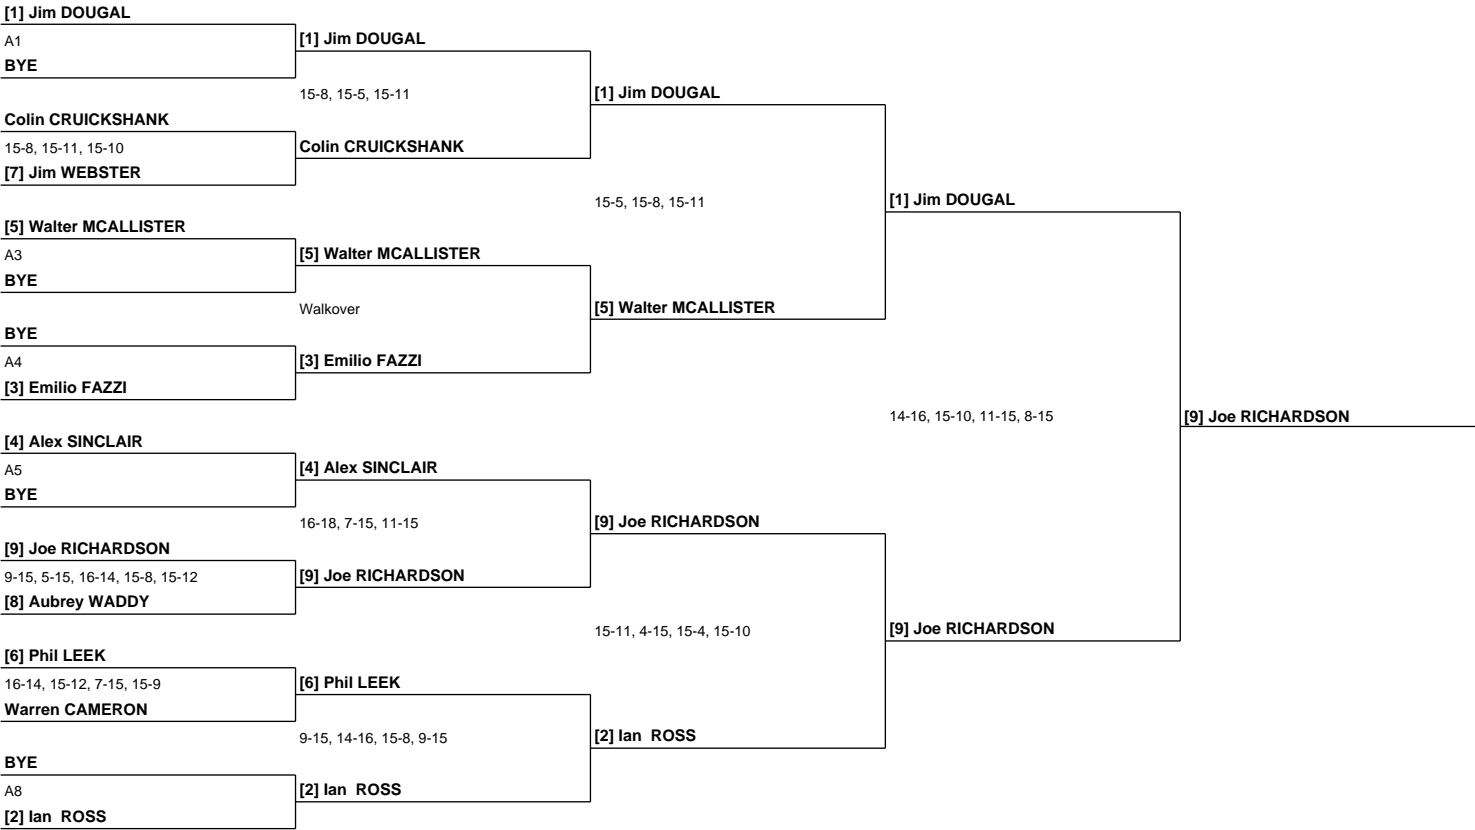 [1] Jim DOUGAL
A1
BYE
Colin CRUICKSHANK
15-8, 15-11, 15-10
[7] Jim WEBSTER
[5] Walter MCALLISTER
A3
BYE
BYE
A4
[3] Emilio FAZZI
[4] Alex SINCLAIR
A5
BYE
[9] Joe RICHARDSON
9-15, 5-15, 16-14, 15-8, 15-12
[8] Aubrey WADDY
[6] Phil LEEK
16-14, 15-12, 7-15, 15-9
Warren CAMERON
BYE
A8
[2] Ian  ROSS
[1] Jim DOUGAL
15-8, 15-5, 15-11
Colin CRUICKSHANK
[5] Walter MCALLISTER
Walkover
[3] Emilio FAZZI
[4] Alex SINCLAIR
16-18, 7-15, 11-15
[9] Joe RICHARDSON
[6] Phil LEEK
9-15, 14-16, 15-8, 9-15
[2] Ian  ROSS
[1] Jim DOUGAL
15-5, 15-8, 15-11
[5] Walter MCALLISTER
[9] Joe RICHARDSON
15-11, 4-15, 15-4, 15-10
[2] Ian  ROSS
[1] Jim DOUGAL
14-16, 15-10, 11-15, 8-15
[9] Joe RICHARDSON
[9] Joe RICHARDSON